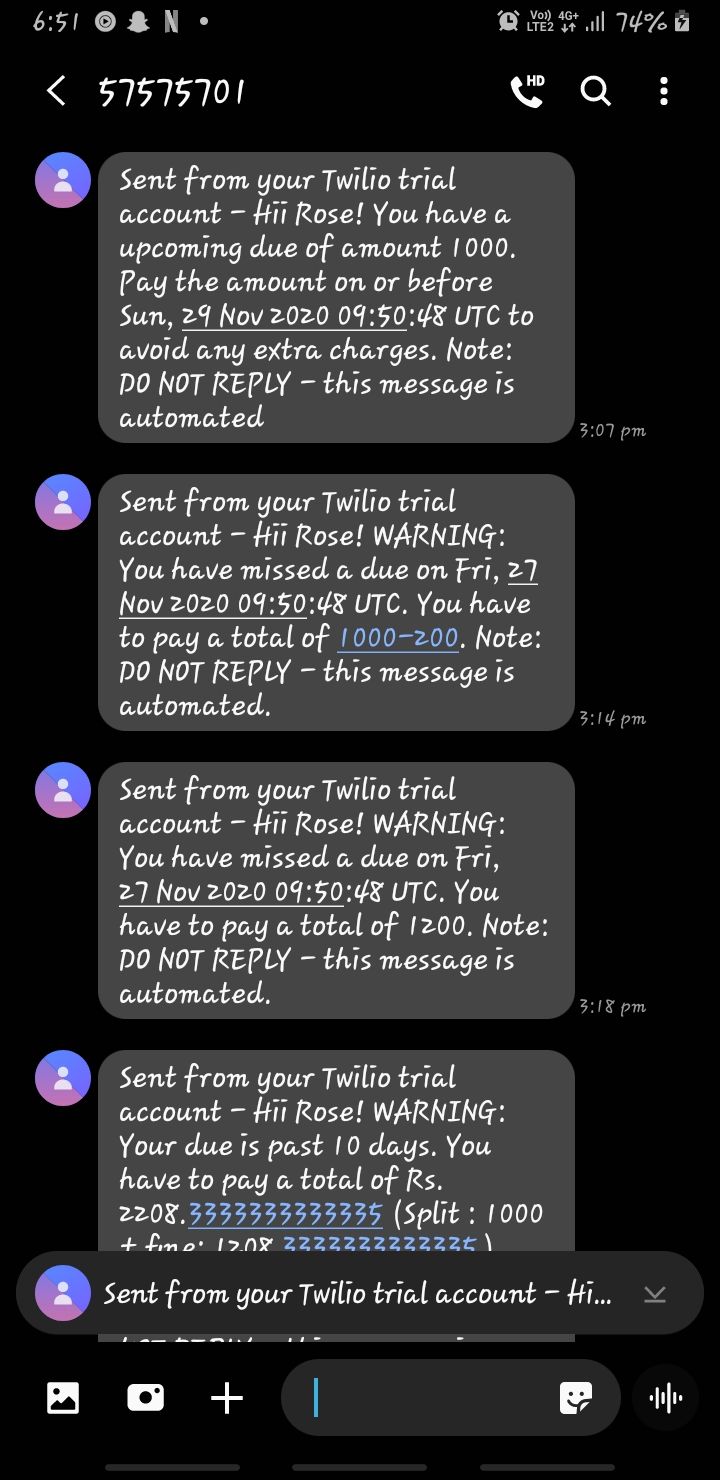 6:51
Vo)) 4G+
LTE2
74%
57575701
HD
Sent from your Twilio trial
account - Hii Rose! You have a
upcoming due of amount 1000.
Pay the amount on or before
Sun, 29 Nov 2020 09:50:48 UTC to
avoid any extra charges. Note:
DO NOT REPLY - this message is
automated
3:07 pm
Sent from your Twilio trial
account - Hii Rose! WARNING:
You have missed a due on Fri, 27
Nov 2020 09:50:48 UTC. You have
to pay a total of 1000-200. Note:
DO NOT REPLY - this message is
automated.
3:14 pm
Sent from your Twilio trial
account - Hii Rose! WARNING:
You have missed a due on Fri,
27 Nov 2020 09:50:48 UTC. You
have to pay a total of 1200. Note:
DO NOT REPLY - this message is
automated.
3:18 pm
Sent from your Twilio trial
account - Hii Rose! WARNING:
Your due is past 10 days. You
have to pay a total of Rs.
2208.3333333333335 (Split : 1000
+ fine: 1208.3333333333335)
Sent from your Twilio trial account - Hi...